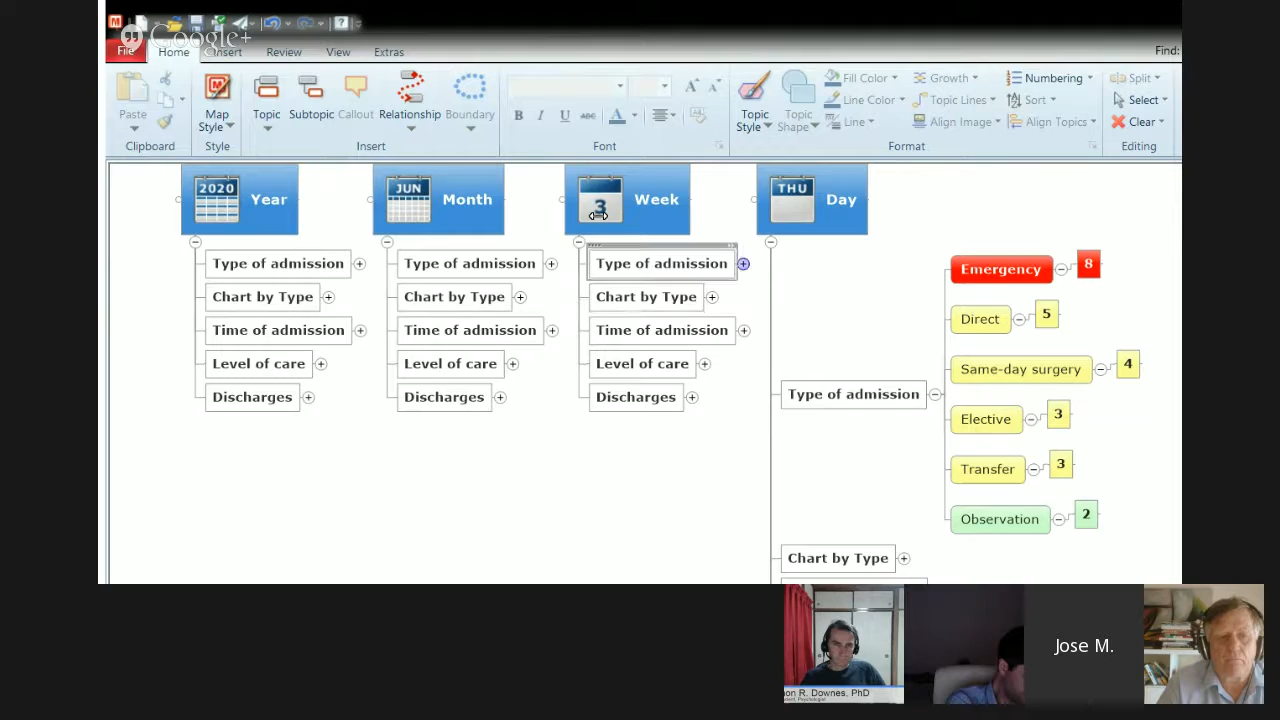 Google+
File Home Insert Review View Extras Find:
Paste
Clipboard
Map Style
Style
Topic Subtopic Callout Relationship Boundary
Insert
B I U ABC A
Font
Topic Style Topic Shape
Fill Color Line Color Line
Growth Topic Lines Align Image
Numbering Sort Align Topics
Format
Split Select Clear
Editing
2020 Year
Type of admission
Chart by Type
Time of admission
Level of care
Discharges
JUN Month
Type of admission
Chart by Type
Time of admission
Level of care
Discharges
3 Week
Type of admission
Chart by Type
Time of admission
Level of care
Discharges
THU Day
Type of admission
Emergency 8
Direct 5
Same-day surgery 4
Elective 3
Transfer 3
Observation 2
Chart by Type
R. Downes, PhD
Jose M.